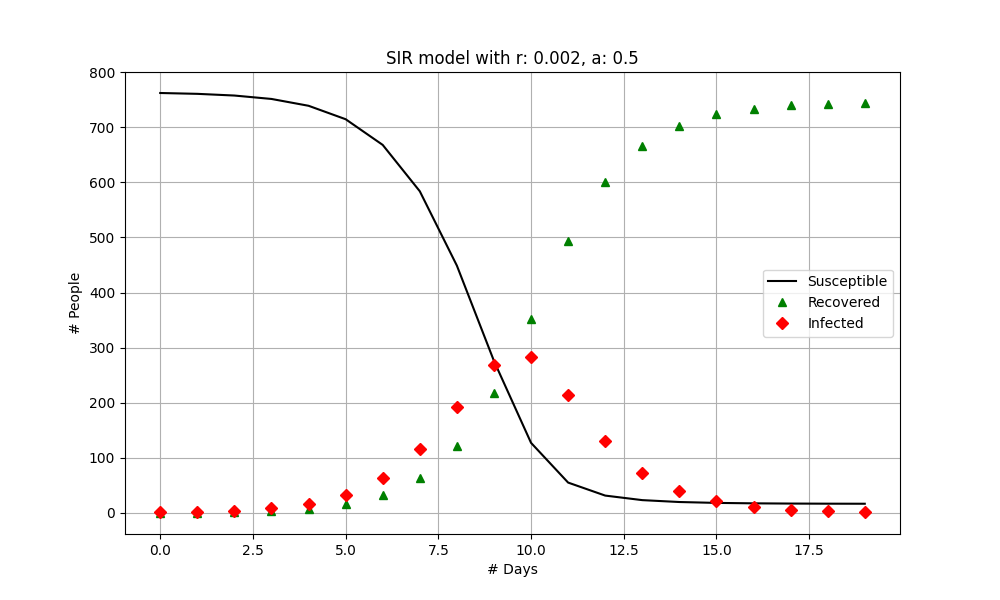 SIR model with r: 0.002, a: 0.5
800
700
600
500
400
300
200
100
0
# People
Susceptible
Recovered
Infected
0.0 2.5 5.0 7.5 10.0 12.5 15.0 17.5
# Days